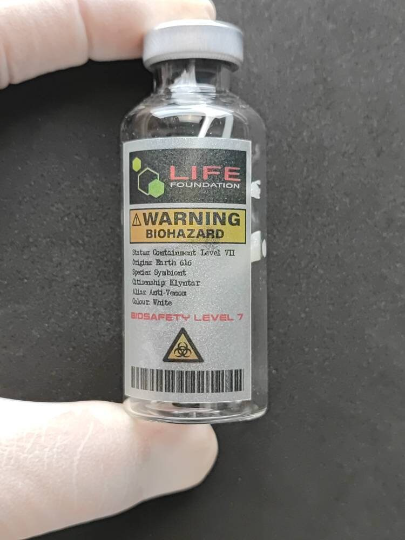 LIFE
FOUNDATION
WARNING
BIOHAZARD
Status Containment Level VII
Origins Earth 616
Species Symbiont
Citizenship Klyntar
Alias Anti-Venom
Colour White
BIOSAFETY LEVEL 7